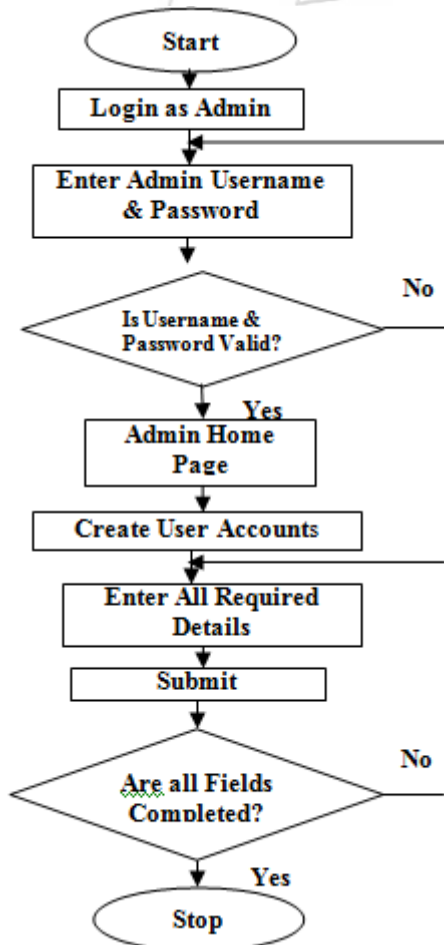 Start
Login as Admin
Enter Admin Username
& Password
No
Is Username &
Password Valid?
Yes
Admin Home
Page
Create User Accounts
Enter All Required
Details
Submit
No
Are all Fields
Completed?
Yes
Stop